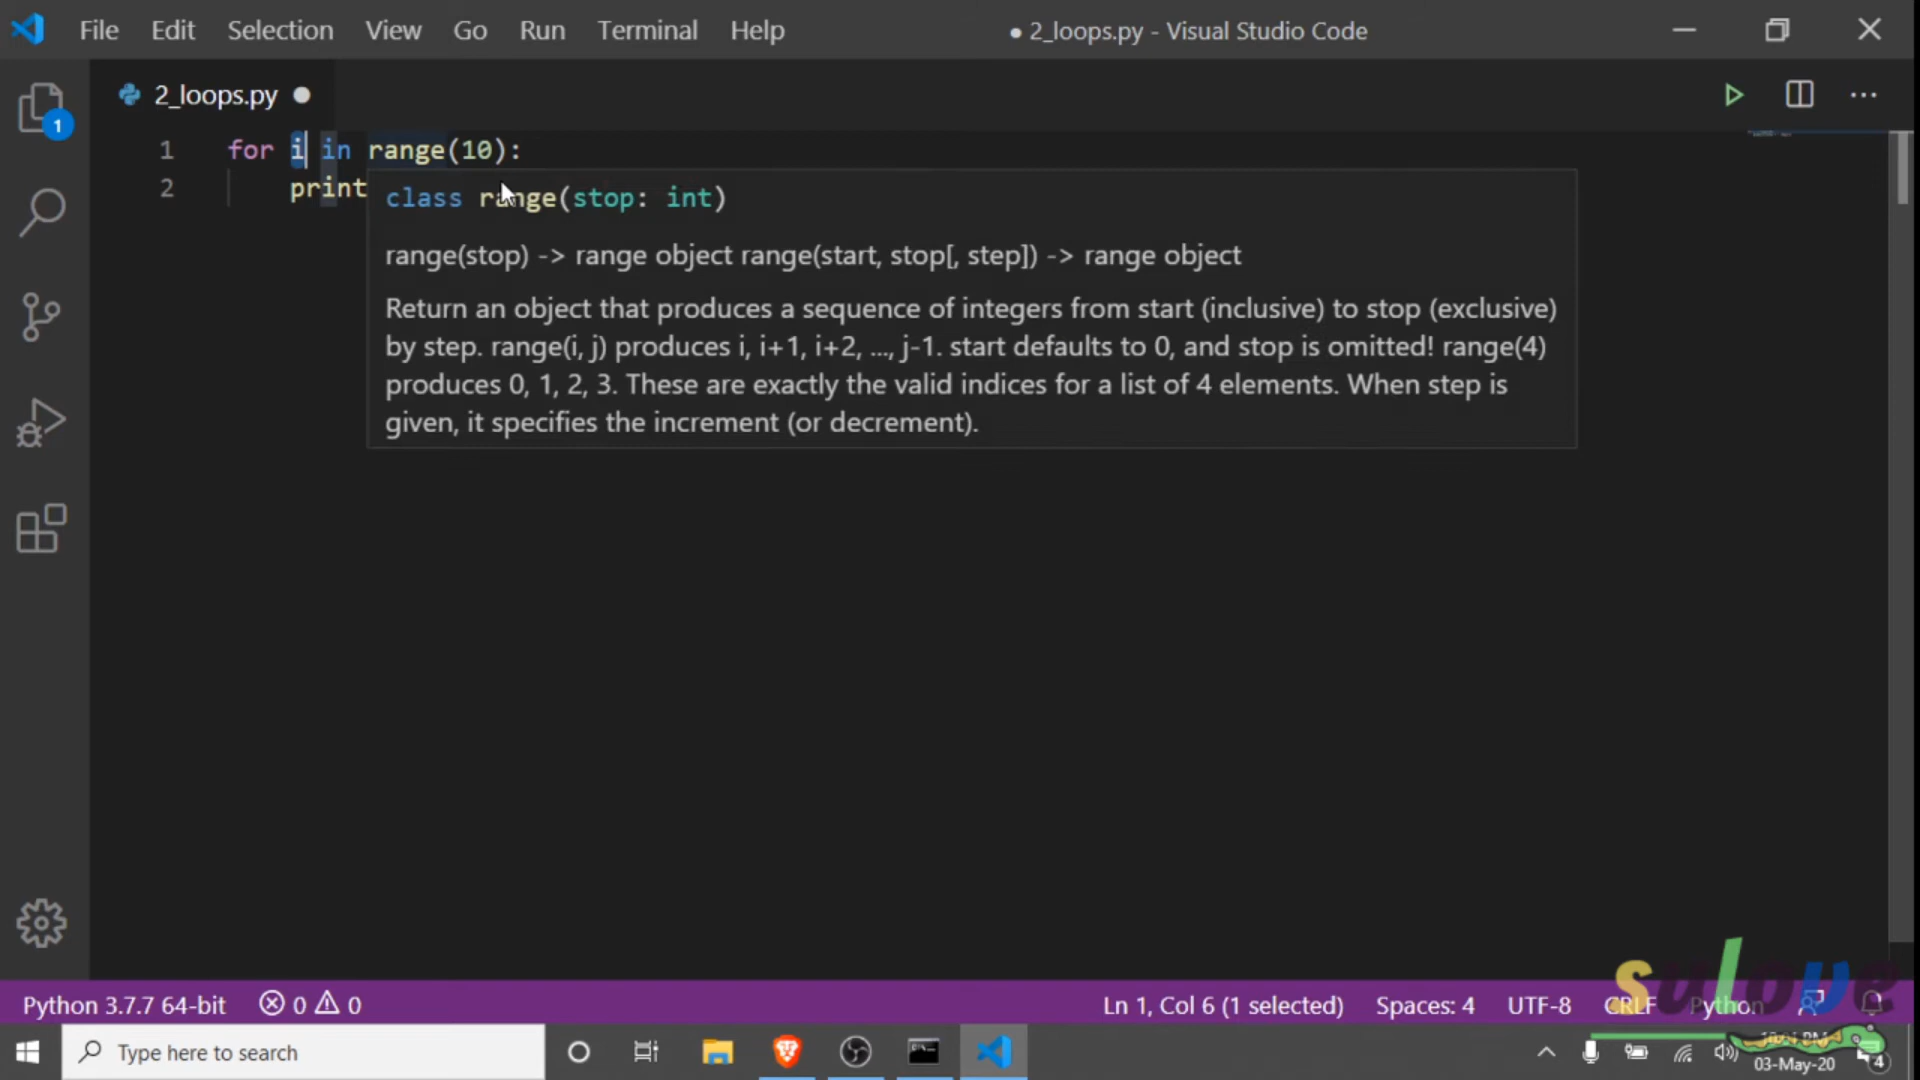 File Edit Selection View Go Run Terminal Help
● 2_loops.py - Visual Studio Code
2_loops.py ●
1
1 for i in range(10):
2 print
class range(stop: int)
range(stop) -> range object range(start, stop[, step]) -> range object
Return an object that produces a sequence of integers from start (inclusive) to stop (exclusive)
by step. range(i, j) produces i, i+1, i+2, ..., j-1. start defaults to 0, and stop is omitted! range(4)
produces 0, 1, 2, 3. These are exactly the valid indices for a list of 4 elements. When step is
given, it specifies the increment (or decrement).
sulove
Python 3.7.7 64-bit 0 0 Ln 1, Col 6 (1 selected) Spaces: 4 UTF-8 CRLF Python
Type here to search
03-May-20
4